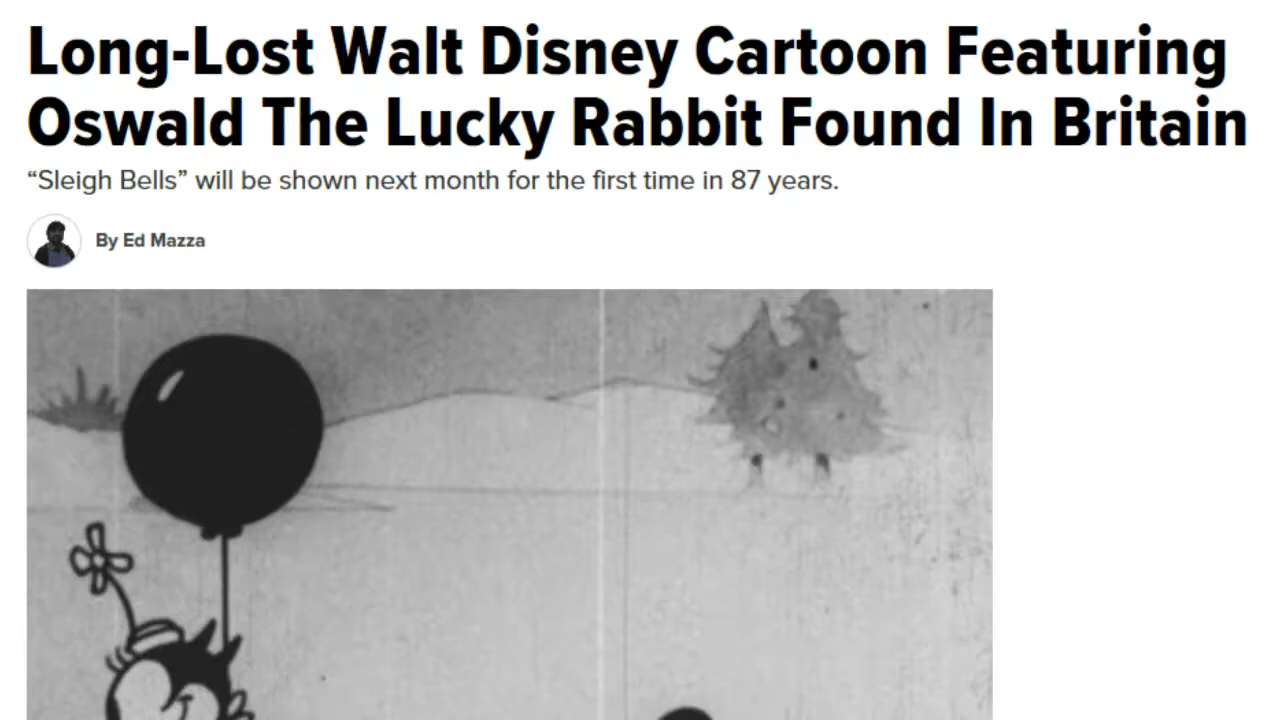 Long-Lost Walt Disney Cartoon Featuring
Oswald The Lucky Rabbit Found In Britain
“Sleigh Bells” will be shown next month for the first time in 87 years.
By Ed Mazza